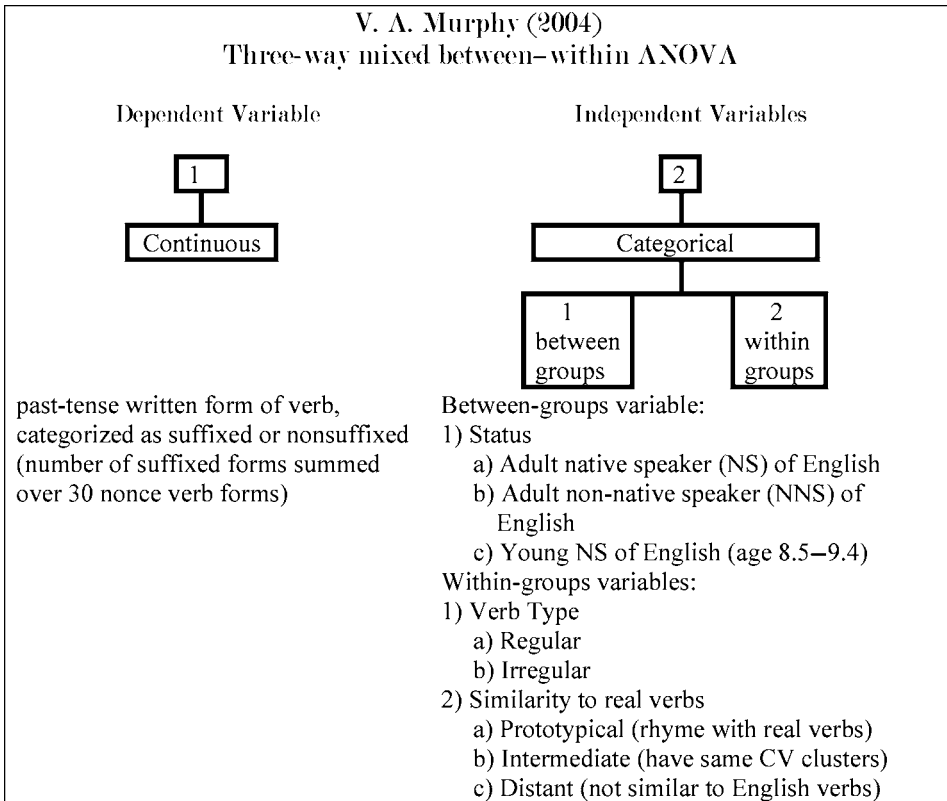 V. A. Murphy (2004)
Three-way mixed between–within ANOVA
Dependent Variable
1
Continuous
past-tense written form of verb,
categorized as suffixed or nonsuffixed
(number of suffixed forms summed
over 30 nonce verb forms)
Independent Variables
2
Categorical
1
between
groups
2
within
groups
Between-groups variable:
1) Status
a) Adult native speaker (NS) of English
b) Adult non-native speaker (NNS) of
English
c) Young NS of English (age 8.5–9.4)
Within-groups variables:
1) Verb Type
a) Regular
b) Irregular
2) Similarity to real verbs
a) Prototypical (rhyme with real verbs)
b) Intermediate (have same CV clusters)
c) Distant (not similar to English verbs)